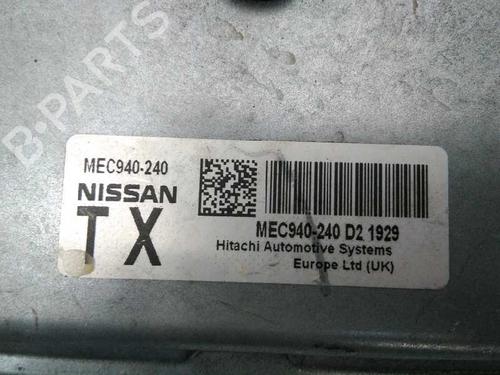 B-PARTS
MEC940-240
NISSAN
TX
MEC940-240 D2 1929
Hitachi Automotive Systems
Europe Ltd (UK)